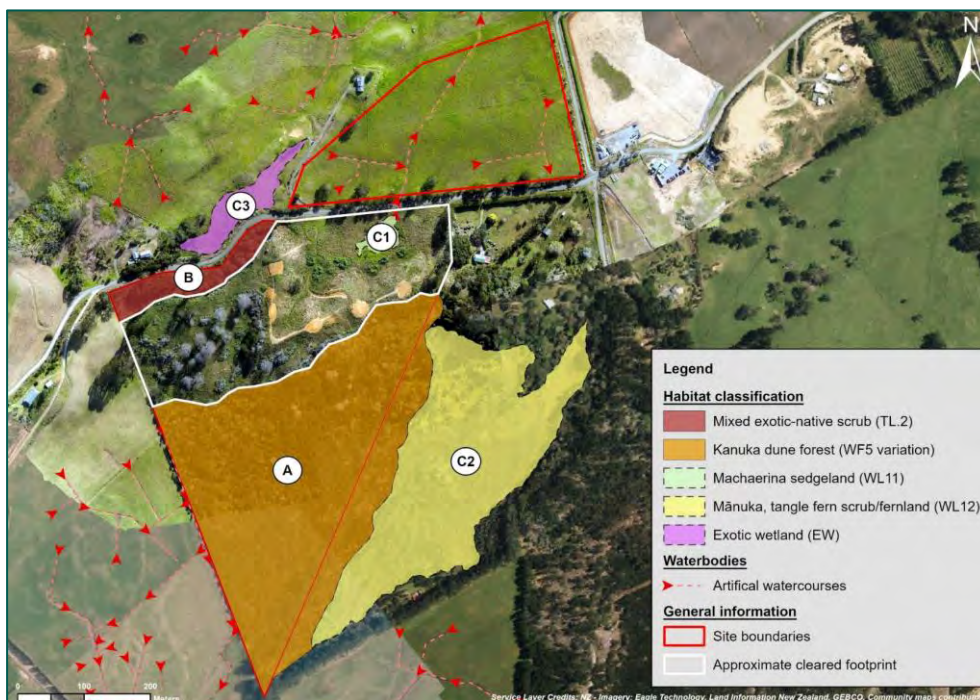 N
C3
C1
B
A
C2
Legend
Habitat classification
Mixed exotic-native scrub (TL.2)
Kanuka dune forest (WF5 variation)
Machaerina sedgeland (WL11)
Mānuka, tangle fern scrub/fernland (WL12)
Exotic wetland (EW)
Waterbodies
Artifical watercourses
General information
Site boundaries
Approximate cleared footprint
0 50 100 200
Meters
Service Layer Credits: NZ - Imagery: Eagle Technology, Land Information New Zealand, GEBCO, Community maps contributors